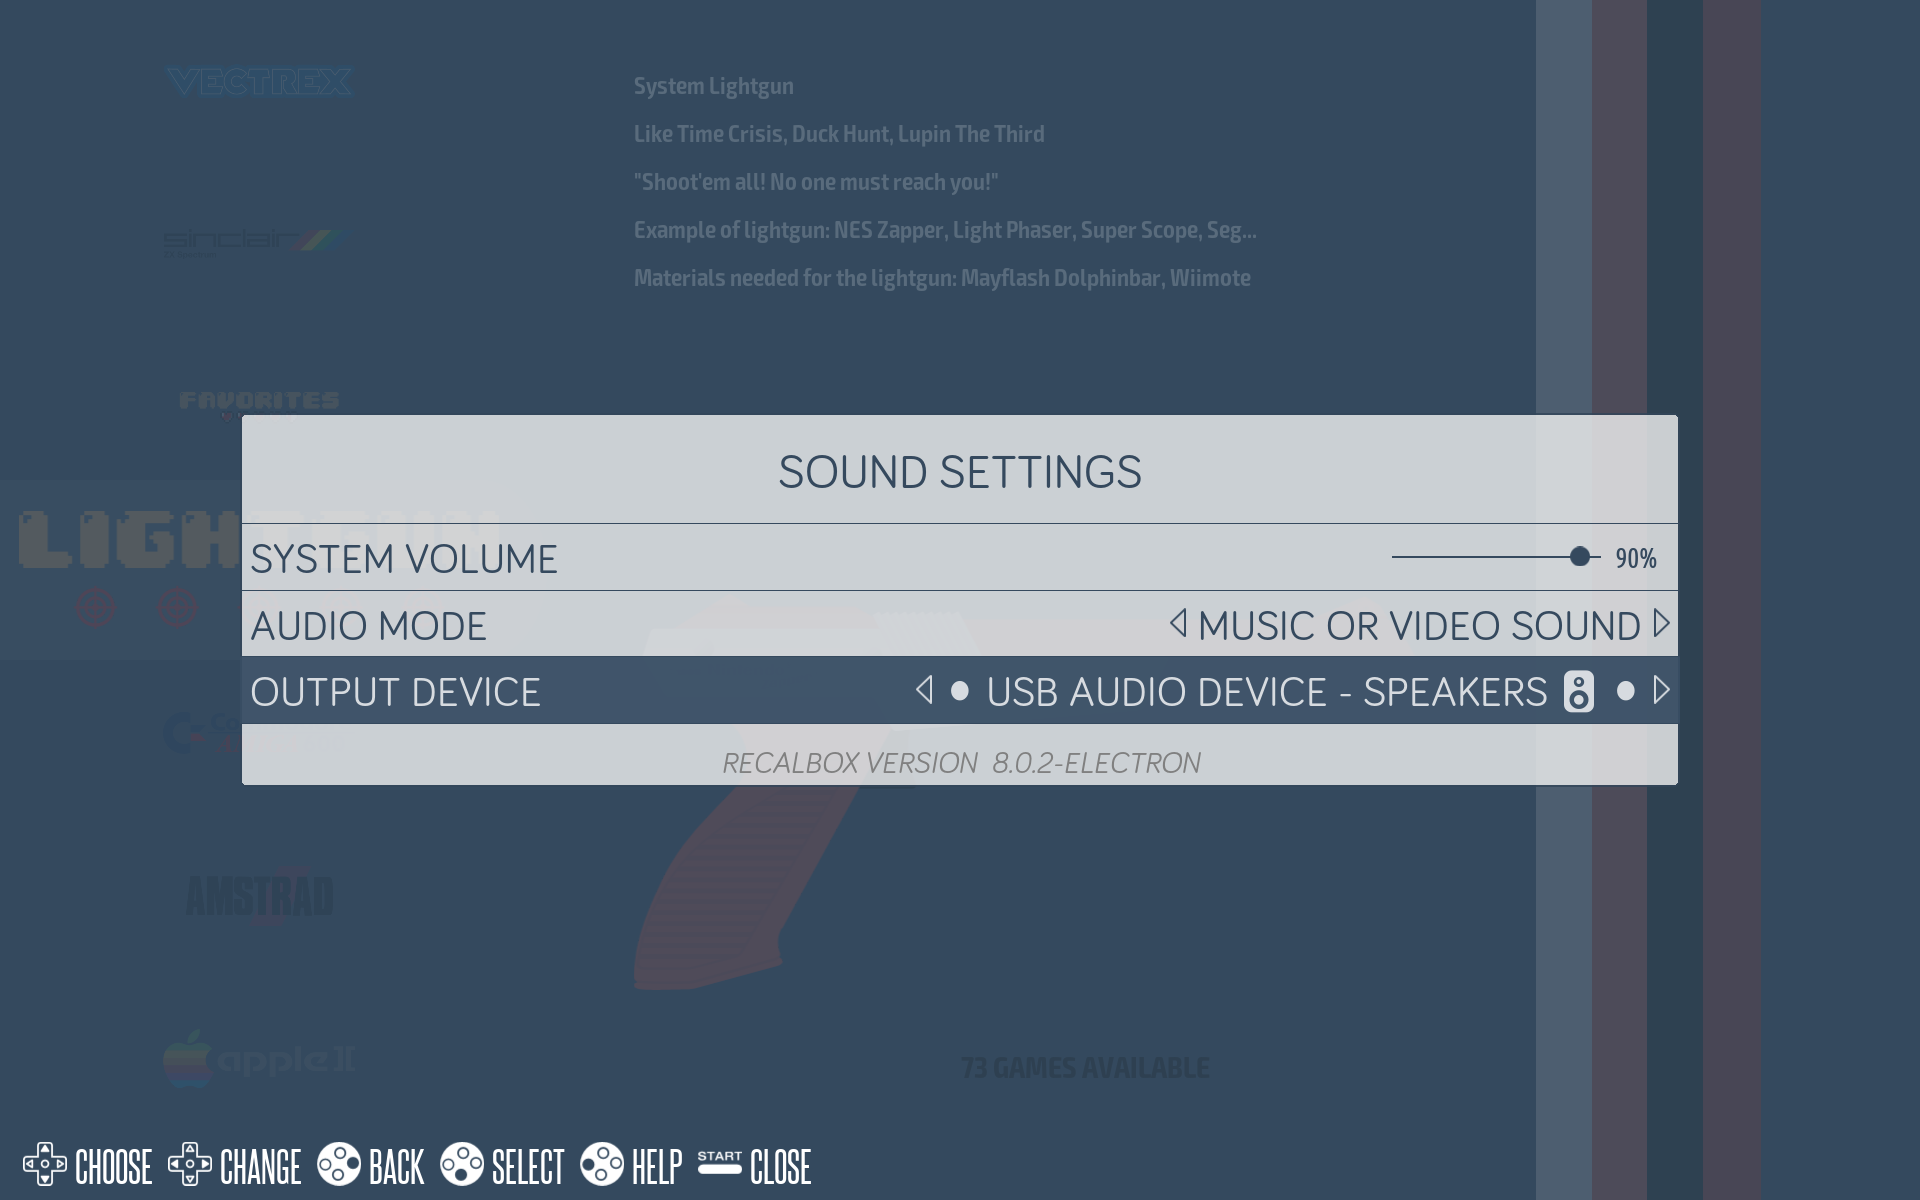 VECTREX
System Lightgun
Like Time Crisis, Duck Hunt, Lupin The Third
"Shoot'em all! No one must reach you!"
sinclair
Example of lightgun: NES Zapper, Light Phaser, Super Scope, Seg...
Materials needed for the lightgun: Mayflash Dolphinbar, Wiimote
FAVORITES
SOUND SETTINGS
LIGHTGUN
SYSTEM VOLUME 90%
AUDIO MODE MUSIC OR VIDEO SOUND
OUTPUT DEVICE USB AUDIO DEVICE - SPEAKERS
RECALBOX VERSION 8.0.2-ELECTRON
AMSTRAD
apple II
73 GAMES AVAILABLE
CHOOSE CHANGE BACK SELECT HELP START CLOSE